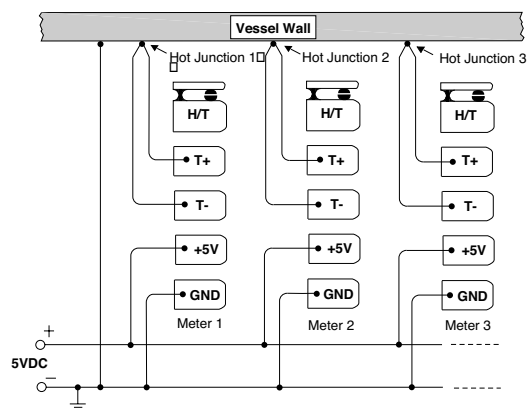 Vessel Wall
Hot Junction 1 Hot Junction 2 Hot Junction 3
H/T H/T H/T
T+ T+ T+
T- T- T-
+5V +5V +5V
GND GND GND
Meter 1 Meter 2 Meter 3
+
5VDC
−